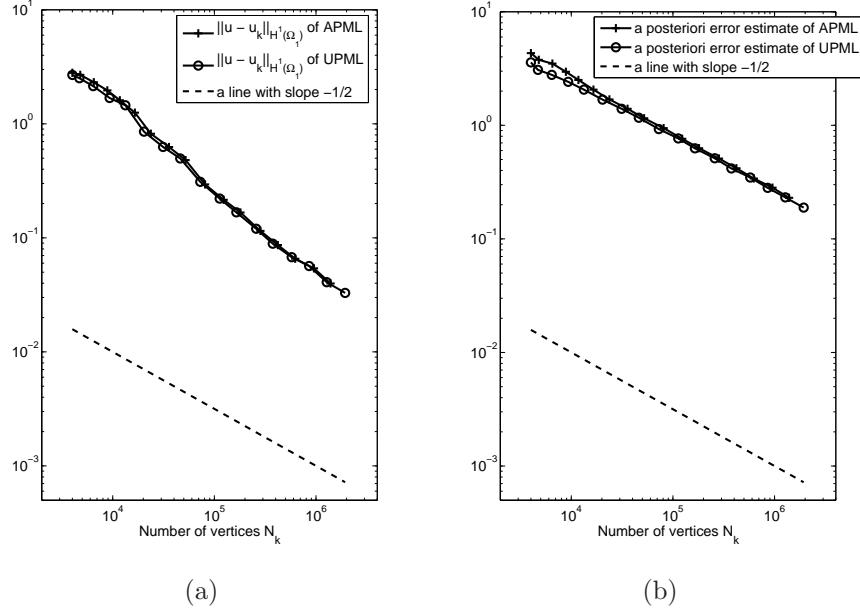 10^1
10^0
10^-1
10^-2
10^-3
10^4
10^5
10^6
Number of vertices N_k
||u − u_k||_{H^1(Ω_1)} of APML
||u − u_k||_{H^1(Ω_1)} of UPML
a line with slope −1/2
(a)
10^2
10^1
10^0
10^-1
10^-2
10^-3
10^4
10^5
10^6
Number of vertices N_k
a posteriori error estimate of APML
a posteriori error estimate of UPML
a line with slope −1/2
(b)